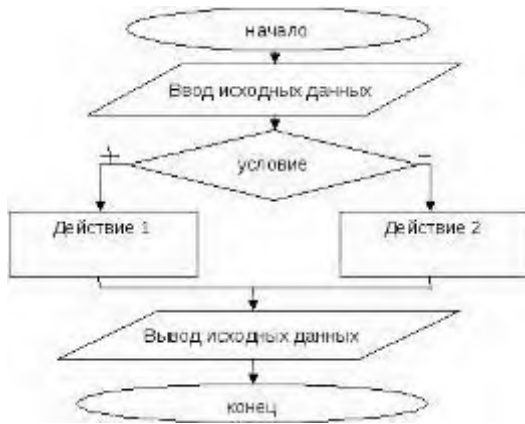 начало
Ввод исходных данных
+
условие
–
Действие 1
Действие 2
Вывод исходных данных
конец